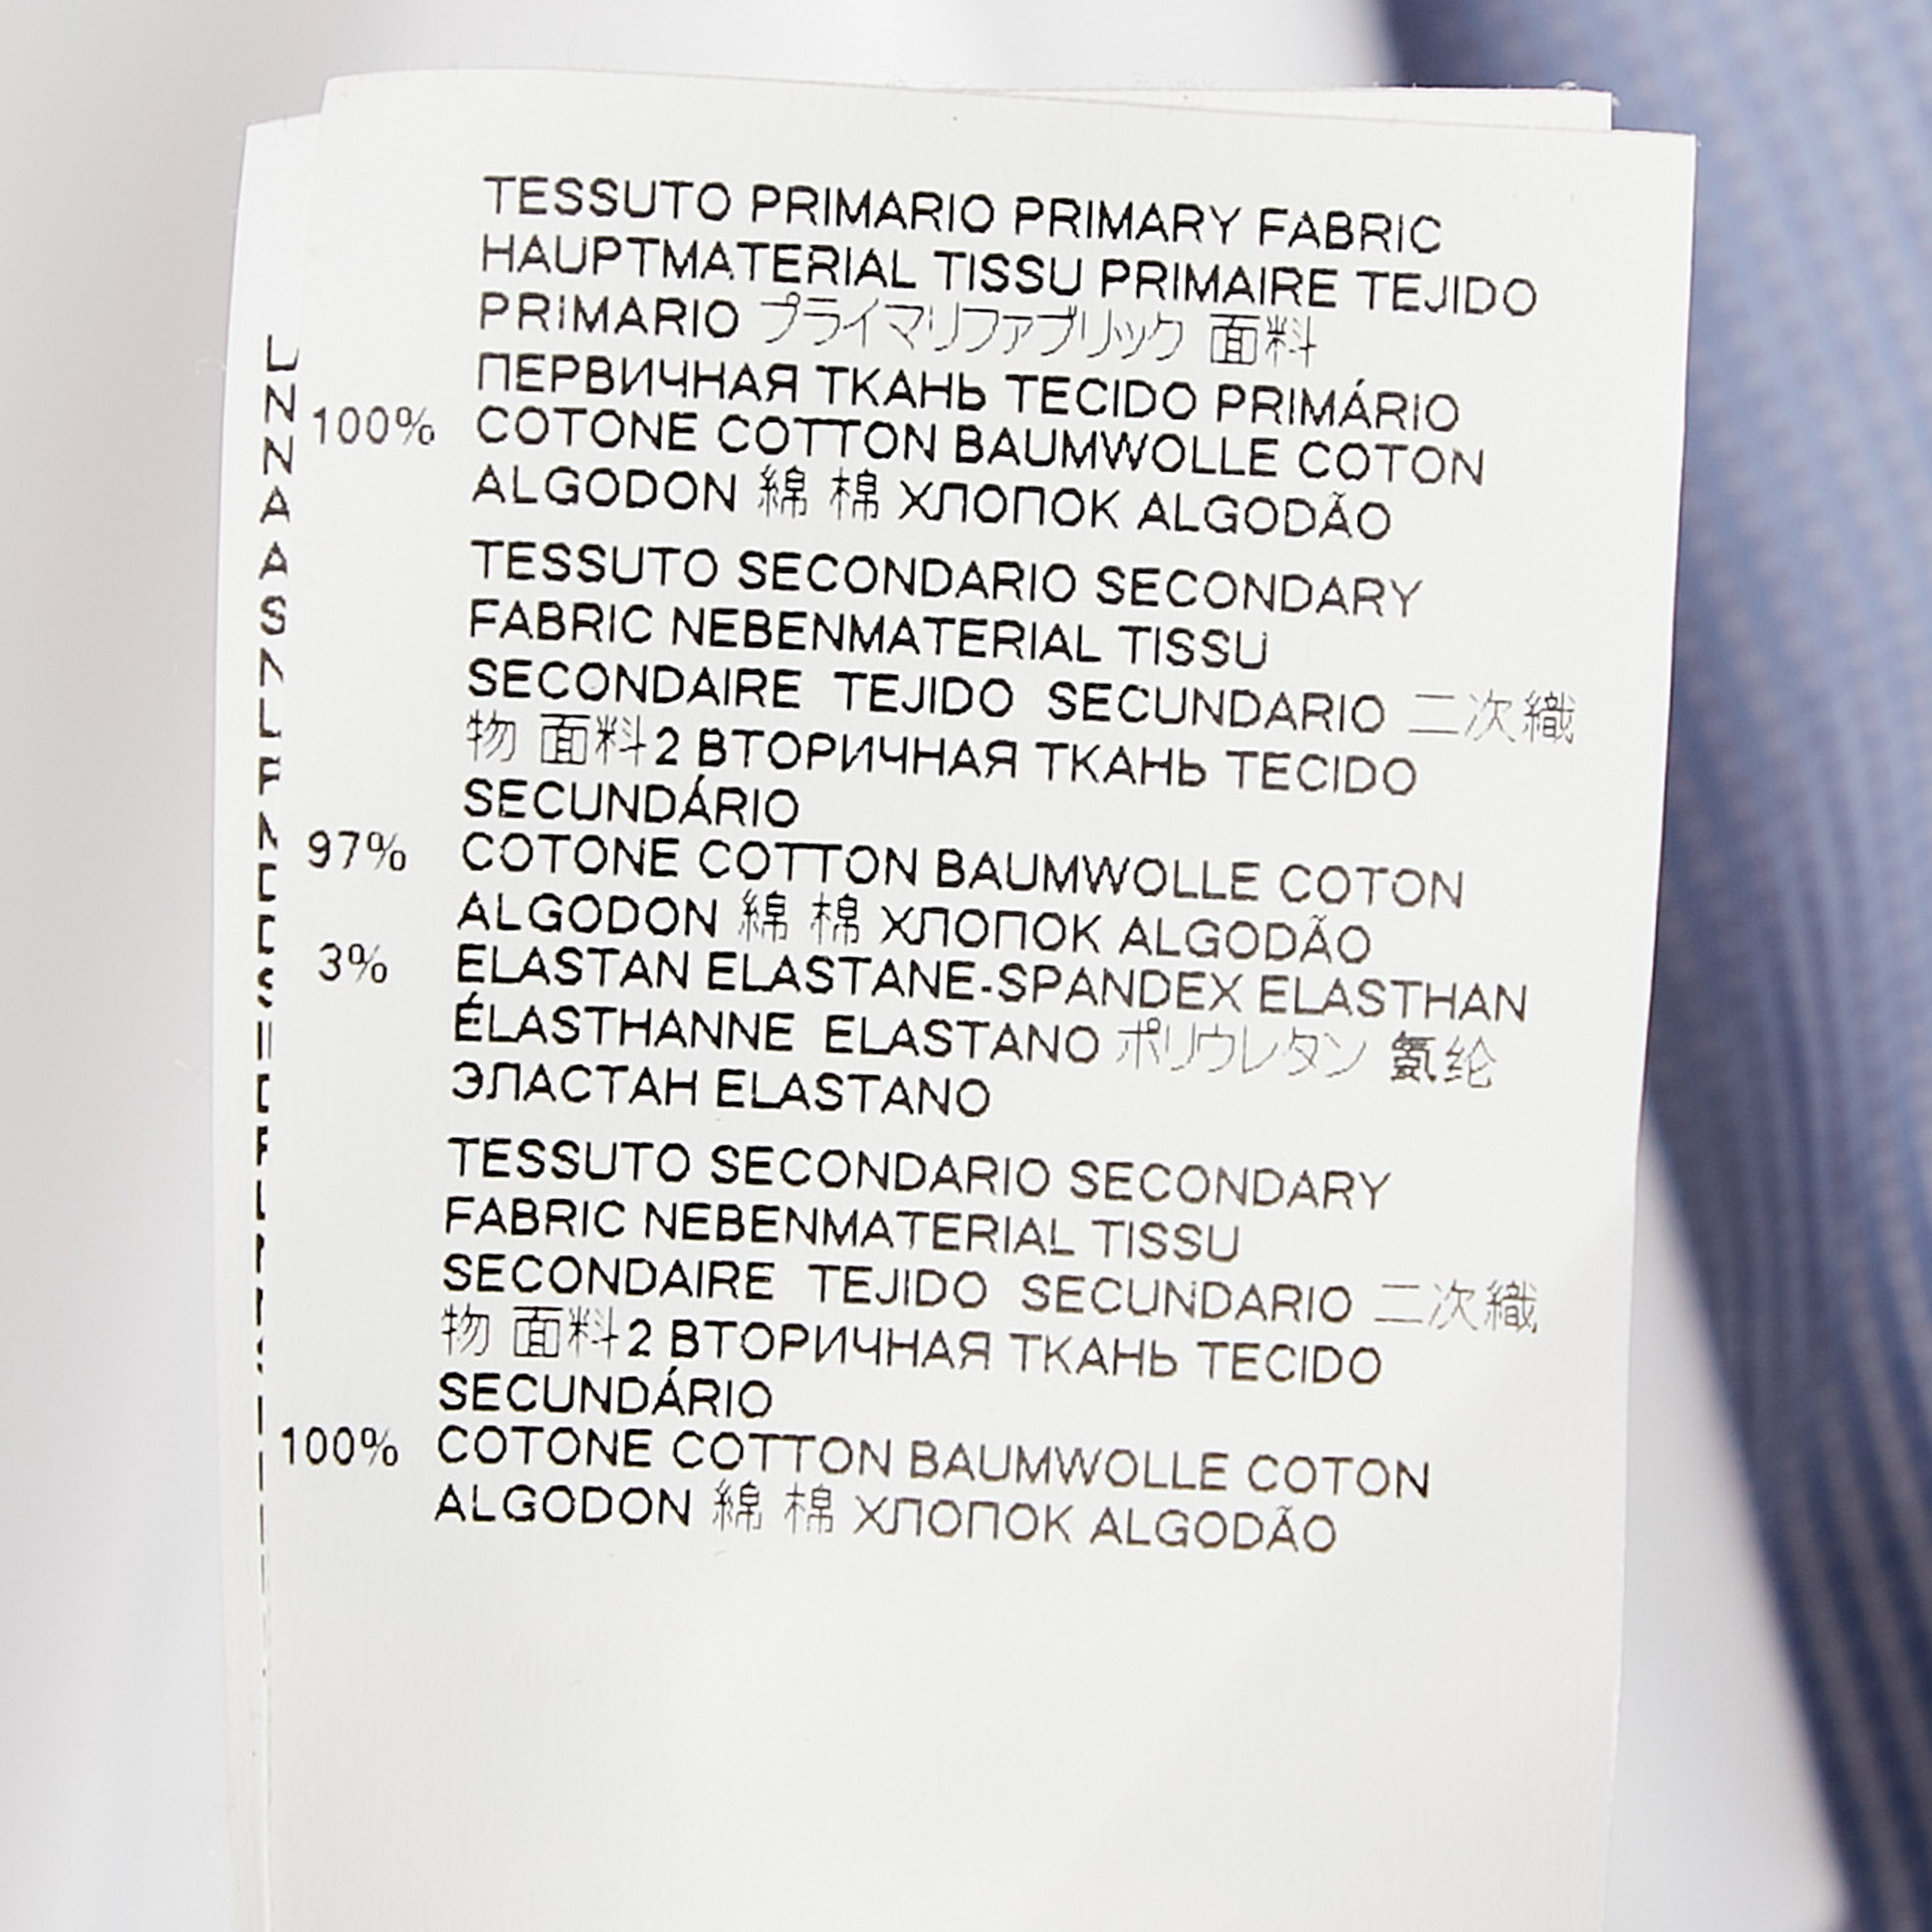 TESSUTO PRIMARIO PRIMARY FABRIC
HAUPTMATERIAL TISSU PRIMAIRE TEJIDO
PRIMARIO プライマリファブリック 面料
ПЕРВИЧНАЯ ТКАНЬ TECIDO PRIMÁRIO
100% COTONE COTTON BAUMWOLLE COTON
ALGODON 綿 棉 ХЛОПОК ALGODÃO
TESSUTO SECONDARIO SECONDARY
FABRIC NEBENMATERIAL TISSU
SECONDAIRE TEJIDO SECUNDARIO 二次織
物 面料2 ВТОРИЧНАЯ ТКАНЬ TECIDO
SECUNDÁRIO
97% COTONE COTTON BAUMWOLLE COTON
ALGODON 綿 棉 ХЛОПОК ALGODÃO
3% ELASTAN ELASTANE-SPANDEX ELASTHAN
ÉLASTHANNE ELASTANO ポリウレタン 氨纶
ЭЛАСТАН ELASTANO
TESSUTO SECONDARIO SECONDARY
FABRIC NEBENMATERIAL TISSU
SECONDAIRE TEJIDO SECUNDARIO 二次織
物 面料2 ВТОРИЧНАЯ ТКАНЬ TECIDO
SECUNDÁRIO
100% COTONE COTTON BAUMWOLLE COTON
ALGODON 綿 棉 ХЛОПОК ALGODÃO